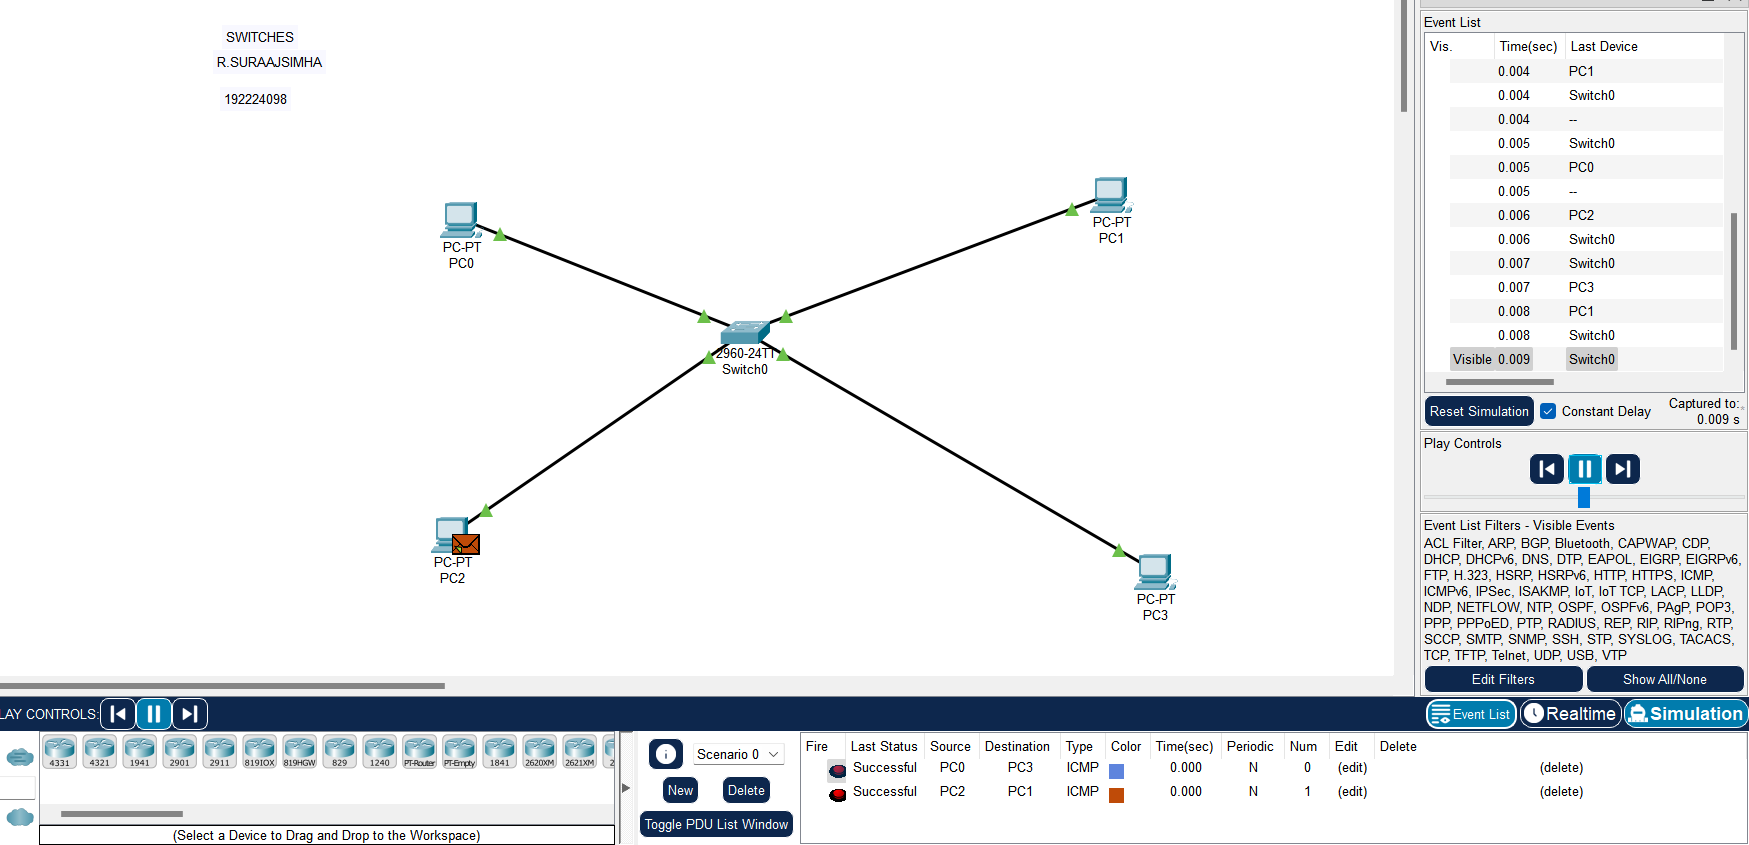 SWITCHES
R.SURAAJSIMHA
192224098
PC-PT
PC0
PC-PT
PC1
2960-24TT
Switch0
PC-PT
PC2
PC-PT
PC3
Event List
Vis. Time(sec) Last Device
0.004 PC1
0.004 Switch0
0.004 --
0.005 Switch0
0.005 PC0
0.005 --
0.006 PC2
0.006 Switch0
0.007 Switch0
0.007 PC3
0.008 PC1
0.008 Switch0
Visible 0.009 Switch0
Reset Simulation Constant Delay Captured to:
0.009 s
Play Controls
Event List Filters - Visible Events
ACL Filter, ARP, BGP, Bluetooth, CAPWAP, CDP,
DHCP, DHCPv6, DNS, DTP, EAPOL, EIGRP, EIGRPv6,
FTP, H.323, HSRP, HSRPv6, HTTP, HTTPS, ICMP,
ICMPv6, IPSec, ISAKMP, IoT, IoT TCP, LACP, LLDP,
NDP, NETFLOW, NTP, OSPF, OSPFv6, PAgP, POP3,
PPP, PPPoED, PTP, RADIUS, REP, RIP, RIPng, RTP,
SCCP, SMTP, SNMP, SSH, STP, SYSLOG, TACACS,
TCP, TFTP, Telnet, UDP, USB, VTP
Edit Filters Show All/None
LAY CONTROLS: Event List Realtime Simulation
4331 4321 1941 2901 2911 819IOX 819HGW 829 1240 PT-Router PT-Empty 1841 2620XM 2621XM 2
(Select a Device to Drag and Drop to the Workspace)
Scenario 0
New Delete
Toggle PDU List Window
Fire Last Status Source Destination Type Color Time(sec) Periodic Num Edit Delete
Successful PC0 PC3 ICMP 0.000 N 0 (edit) (delete)
Successful PC2 PC1 ICMP 0.000 N 1 (edit) (delete)